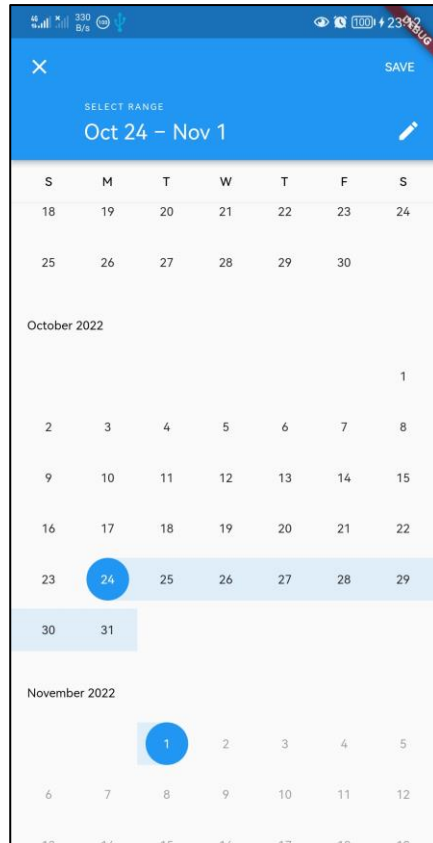 4G 330 B/s 100 100 23:
DEBUG
SAVE
SELECT RANGE
Oct 24 – Nov 1
S M T W T F S
18 19 20 21 22 23 24
25 26 27 28 29 30
October 2022
1
2 3 4 5 6 7 8
9 10 11 12 13 14 15
16 17 18 19 20 21 22
23 24 25 26 27 28 29
30 31
November 2022
1 2 3 4 5
6 7 8 9 10 11 12